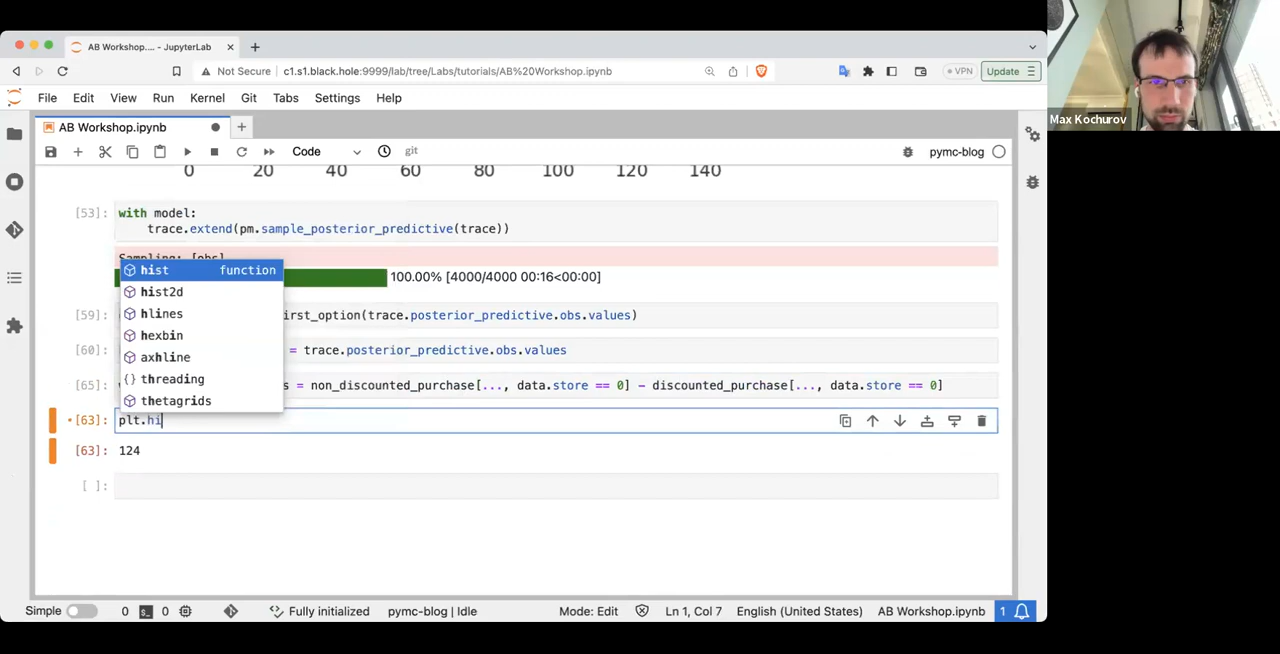 AB Workshop.... - JupyterLab
Not Secure | c1.s1.black.hole:9999/lab/tree/Labs/tutorials/AB%20Workshop.ipynb
VPN
Update
Max Kochurov
File Edit View Run Kernel Git Tabs Settings Help
AB Workshop.ipynb
Code
git
pymc-blog
0 20 40 60 80 100 120 140
[53]: with model:
trace.extend(pm.sample_posterior_predictive(trace))
Sampling: [obs]
100.00% [4000/4000 00:16<00:00]
hist function
hist2d
hlines
hexbin
axhline
{} threading
thetagrids
[59]: irst_option(trace.posterior_predictive.obs.values)
[60]: = trace.posterior_predictive.obs.values
[65]: s = non_discounted_purchase[..., data.store == 0] - discounted_purchase[..., data.store == 0]
[63]: plt.hi
[63]: 124
[ ]:
Simple 0 0 Fully initialized pymc-blog | Idle Mode: Edit Ln 1, Col 7 English (United States) AB Workshop.ipynb 1